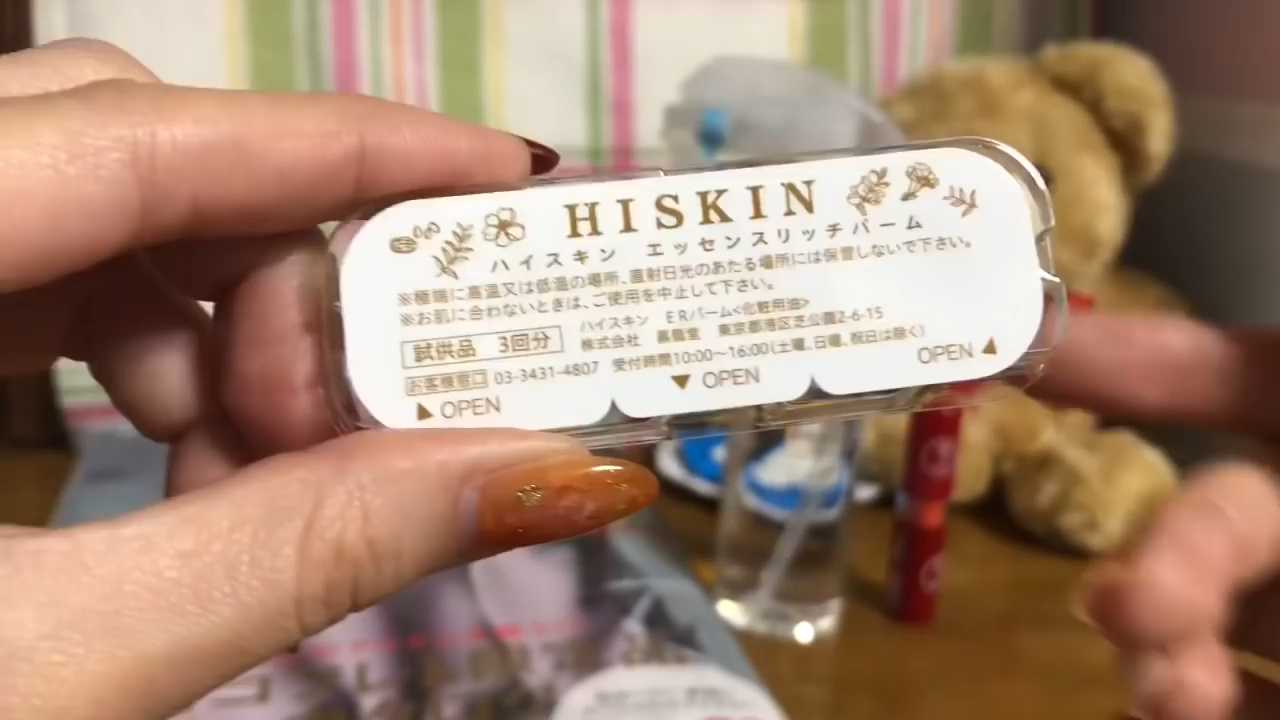 HISKIN
ハイスキン エッセンスリッチバーム
※極端に高温又は低温の場所、直射日光のあたる場所には保管しないで下さい。
※お肌に合わないときは、ご使用を中止して下さい。
試供品 3回分
ハイスキン ERバーム<化粧用油>
株式会社 黒龍堂 東京都港区芝公園2-6-15
お客様窓口 03-3431-4807 受付時間10:00～16:00(土曜、日曜、祝日は除く)
▲ OPEN
▼ OPEN
OPEN ◀